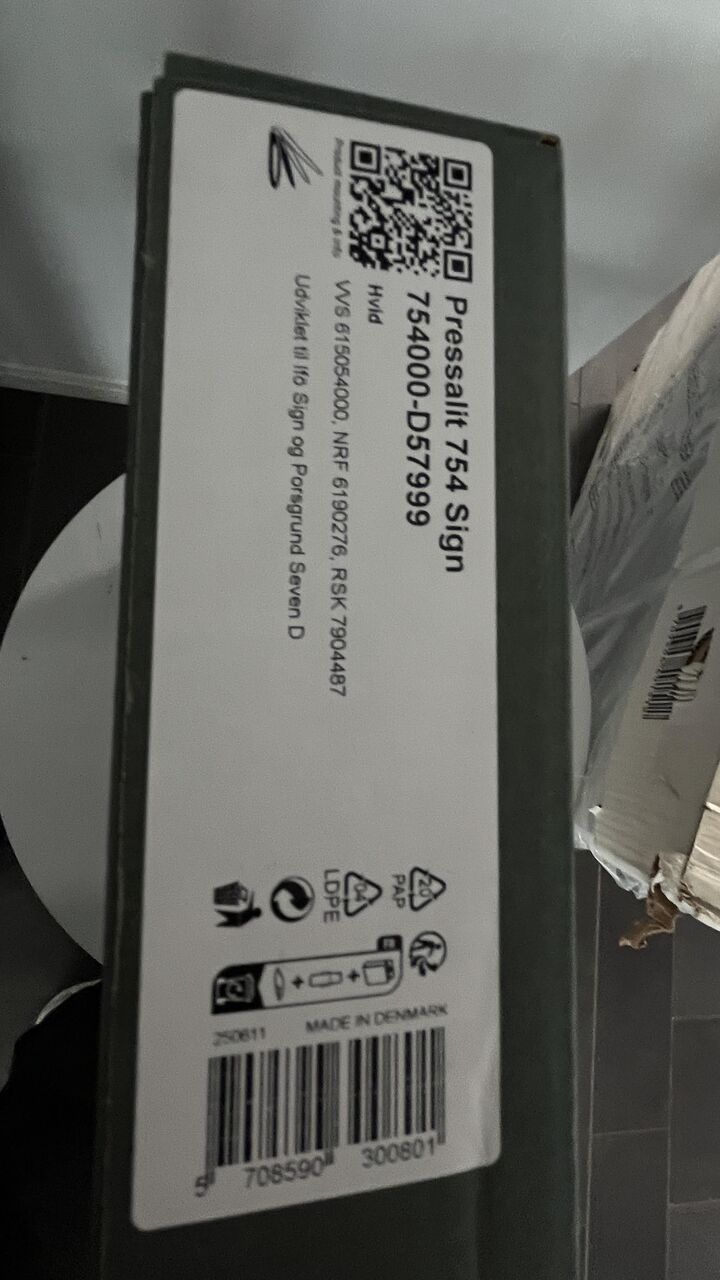 Pressalit 754 Sign
754000-D57999
Hvid
VVS 615054000, NRF 6190276, RSK 7904487
Udviklet til Ifö Sign og Porsgrund Seven D
Product mounting & info
20
PAP
04
LDPE
MADE IN DENMARK
250611
5 708590 300801